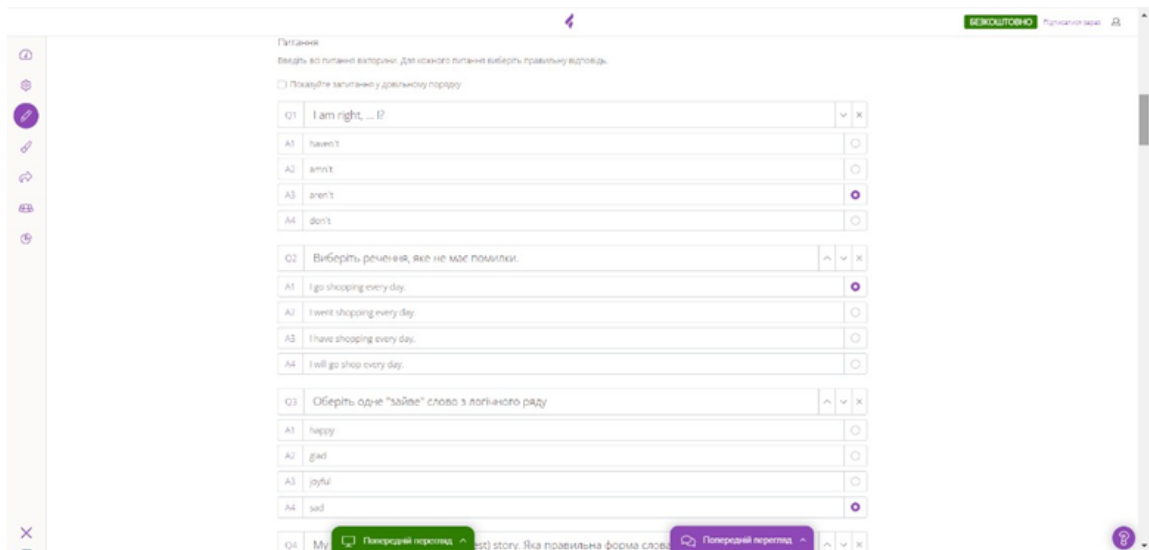 БЕЗКОШТОВНО Підписатися зараз
Питання
Введіть всі питання вікторини. Для кожного питання виберіть правильну відповідь.
Показуйте запитання у довільному порядку
Q1 I am right, ... I?
A1 haven't
A2 amn't
A3 aren't
A4 don't
Q2 Виберіть речення, яке не має помилки.
A1 I go shopping every day.
A2 I went shopping every day.
A3 I have shopping every day.
A4 I will go shop every day.
Q3 Оберіть одне "зайве" слово з логічного ряду
A1 happy
A2 glad
A3 joyful
A4 sad
Q4 My est) story. Яка правильна форма слова
Попередній перегляд
Попередній перегляд